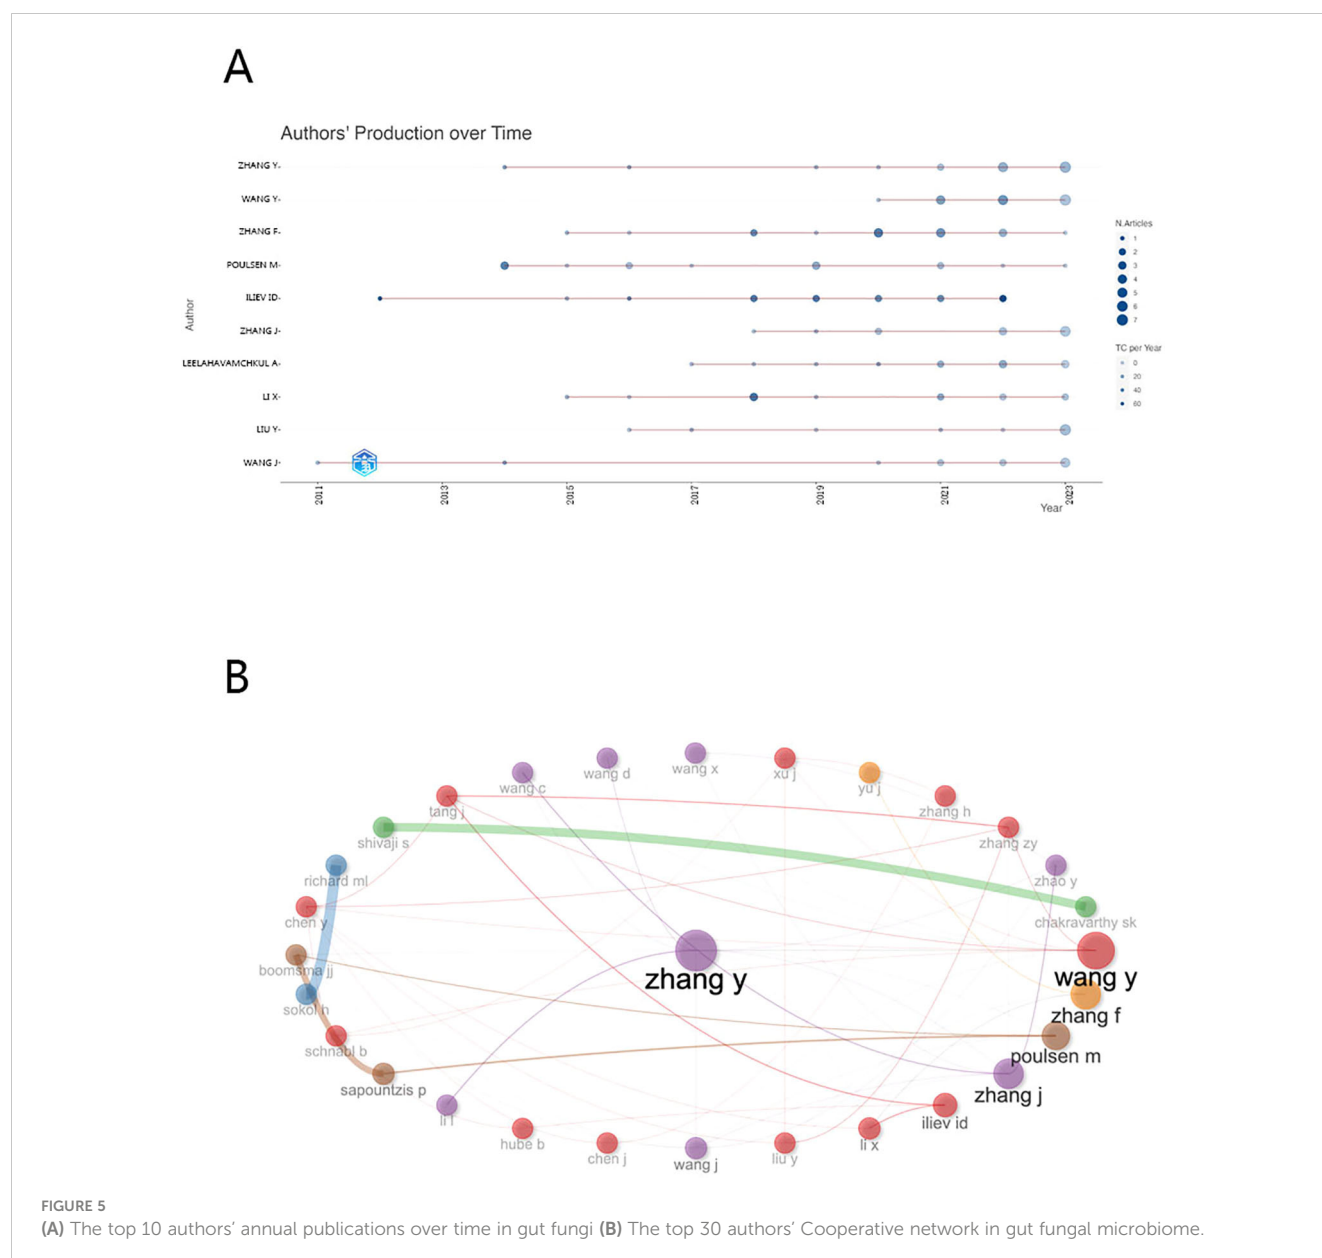 A
Authors' Production over Time
ZHANG Y-
WANG Y-
ZHANG F-
POULSEN M-
ILIEV ID-
ZHANG J-
LEELAHAVAMCHKUL A-
LI X-
LIU Y-
WANG J-
Author
2011
2013
2015
2017
2019
2021
2023
Year
N.Articles
1
2
3
4
5
6
7
TC per Year
0
20
40
60
B
wang c
wang d
wang x
xu j
yu j
zhang h
tang j
zhang zy
shivaji s
zhao y
richard ml
chakravarthy sk
chen y
wang y
zhang y
boomsma jj
zhang f
sokol h
poulsen m
schnabl b
zhang j
sapountzis p
iliev id
li l
hube b
li x
chen j
wang j
liu y
FIGURE 5
(A) The top 10 authors’ annual publications over time in gut fungi (B) The top 30 authors’ Cooperative network in gut fungal microbiome.